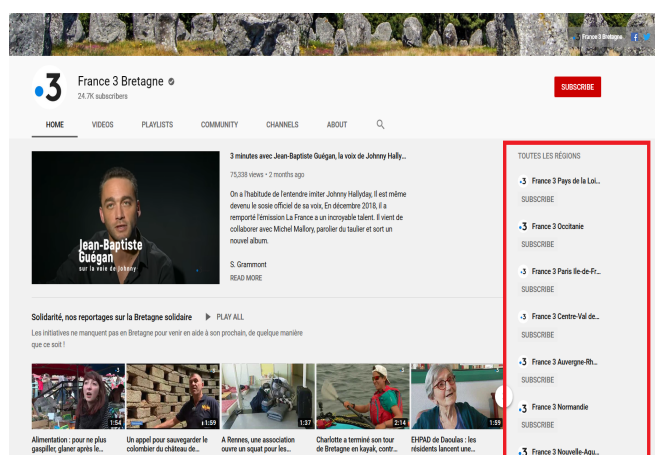 France 3 Bretagne
3 France 3 Bretagne
24.7K subscribers
SUBSCRIBE
HOME VIDEOS PLAYLISTS COMMUNITY CHANNELS ABOUT
Jean-Baptiste
Guégan
sur la voie de Johnny
3 minutes avec Jean-Baptiste Guégan, la voix de Johnny Hally...
75,338 views • 2 months ago
On a l'habitude de l'entendre imiter Johnny Hallyday, Il est même
devenu le sosie officiel de sa voix, En décembre 2018, il a
remporté l'émission La France a un incroyable talent. Il vient de
collaborer avec Michel Mallory, parolier du taulier et sort un
nouvel album.
S. Grammont
READ MORE
Solidarité, nos reportages sur la Bretagne solidaire PLAY ALL
Les initiatives ne manquent pas en Bretagne pour venir en aide à son prochain, de quelque manière
que ce soit !
1:54
1:59
1:37
2:14
1:59
Alimentation : pour ne plus
gaspiller, glaner après le...
Un appel pour sauvegarder le
colombier du château de...
A Rennes, une association
ouvre un squat pour les...
Charlotte a terminé son tour
de Bretagne en kayak, contr...
EHPAD de Daoulas : les
résidents lancent une...
TOUTES LES RÉGIONS
3 France 3 Pays de la Loi...
SUBSCRIBE
3 France 3 Occitanie
SUBSCRIBE
3 France 3 Paris Ile-de-Fr...
SUBSCRIBE
3 France 3 Centre-Val de...
SUBSCRIBE
3 France 3 Auvergne-Rh...
SUBSCRIBE
3 France 3 Normandie
SUBSCRIBE
3 France 3 Nouvelle-Aqu...